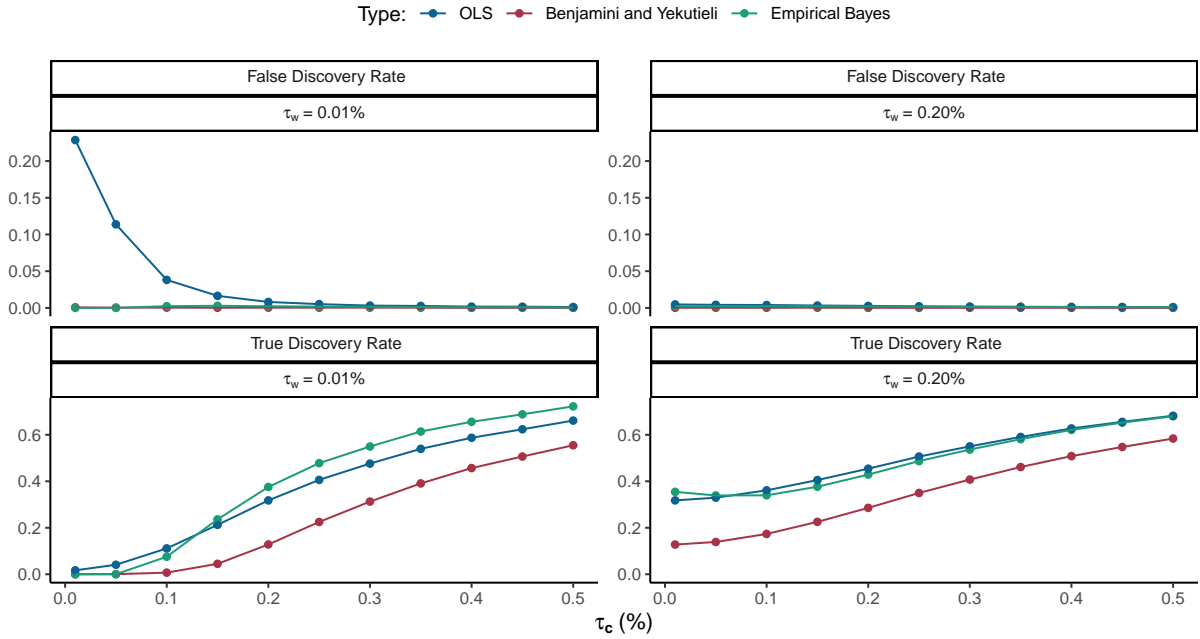 Type: OLS Benjamini and Yekutieli Empirical Bayes
False Discovery Rate
τw = 0.01%
0.20
0.15
0.10
0.05
0.00
False Discovery Rate
τw = 0.20%
0.20
0.15
0.10
0.05
0.00
True Discovery Rate
τw = 0.01%
0.6
0.4
0.2
0.0
0.0 0.1 0.2 0.3 0.4 0.5
True Discovery Rate
τw = 0.20%
0.6
0.4
0.2
0.0
0.0 0.1 0.2 0.3 0.4 0.5
τc (%)